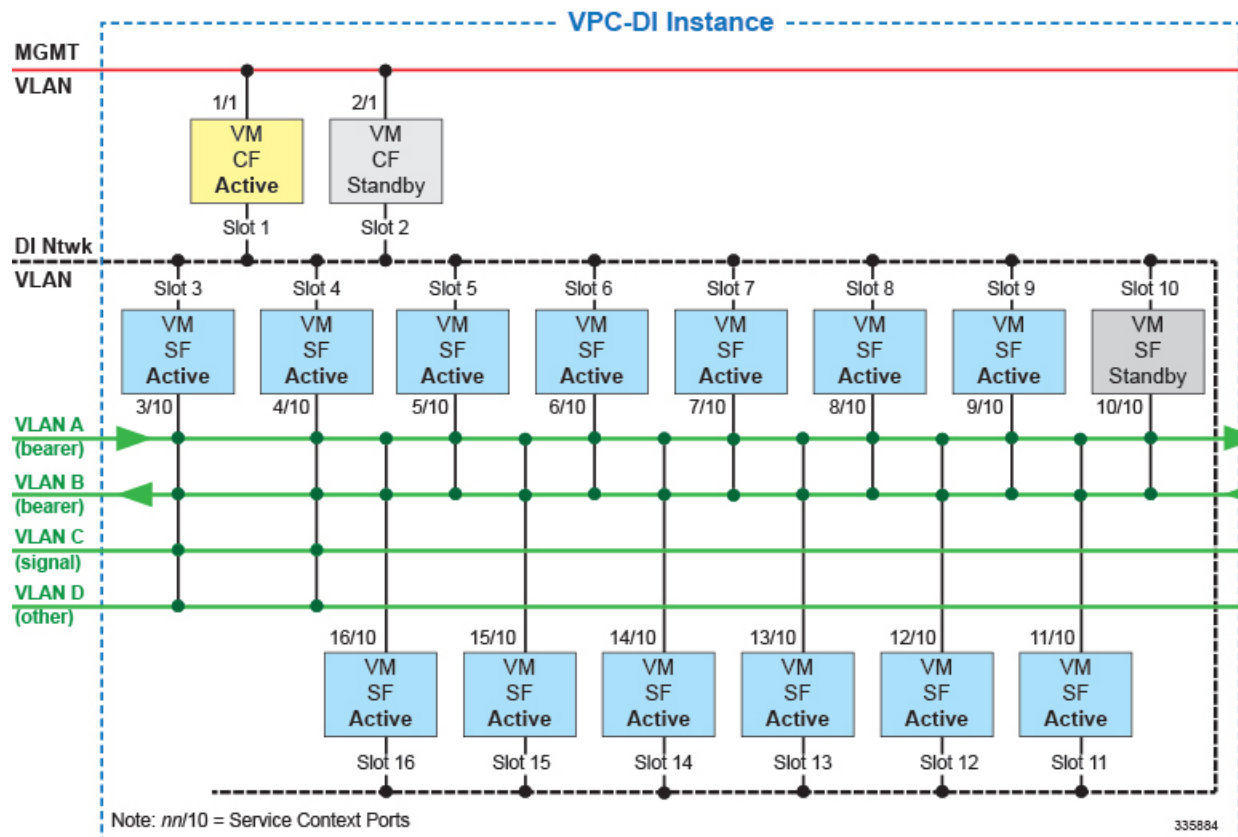 VPC-DI Instance
MGMT
VLAN
1/1
2/1
VM
CF
Active
VM
CF
Standby
Slot 1
Slot 2
DI Ntwk
VLAN
Slot 3
Slot 4
Slot 5
Slot 6
Slot 7
Slot 8
Slot 9
Slot 10
VM
SF
Active
VM
SF
Active
VM
SF
Active
VM
SF
Active
VM
SF
Active
VM
SF
Active
VM
SF
Active
VM
SF
Standby
3/10
4/10
5/10
6/10
7/10
8/10
9/10
10/10
VLAN A
(bearer)
VLAN B
(bearer)
VLAN C
(signal)
VLAN D
(other)
16/10
15/10
14/10
13/10
12/10
11/10
VM
SF
Active
VM
SF
Active
VM
SF
Active
VM
SF
Active
VM
SF
Active
VM
SF
Active
Slot 16
Slot 15
Slot 14
Slot 13
Slot 12
Slot 11
Note: nn/10 = Service Context Ports
335884